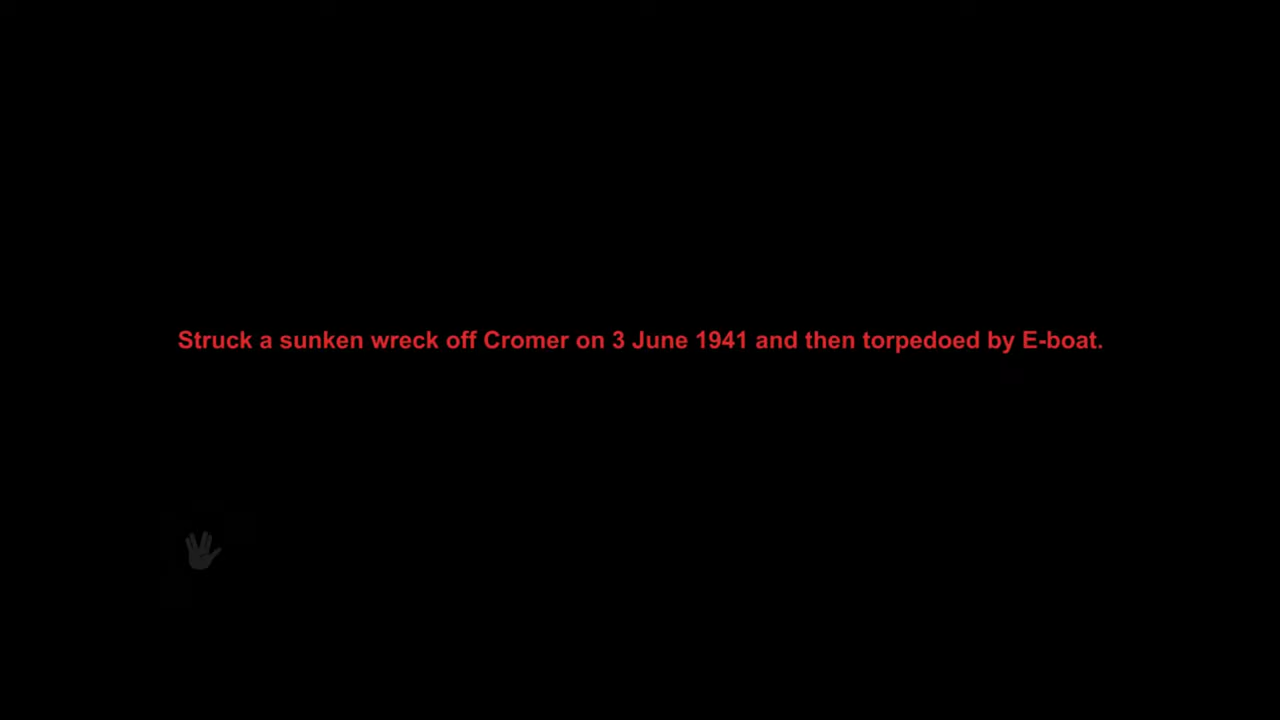 Struck a sunken wreck off Cromer on 3 June 1941 and then torpedoed by E-boat.